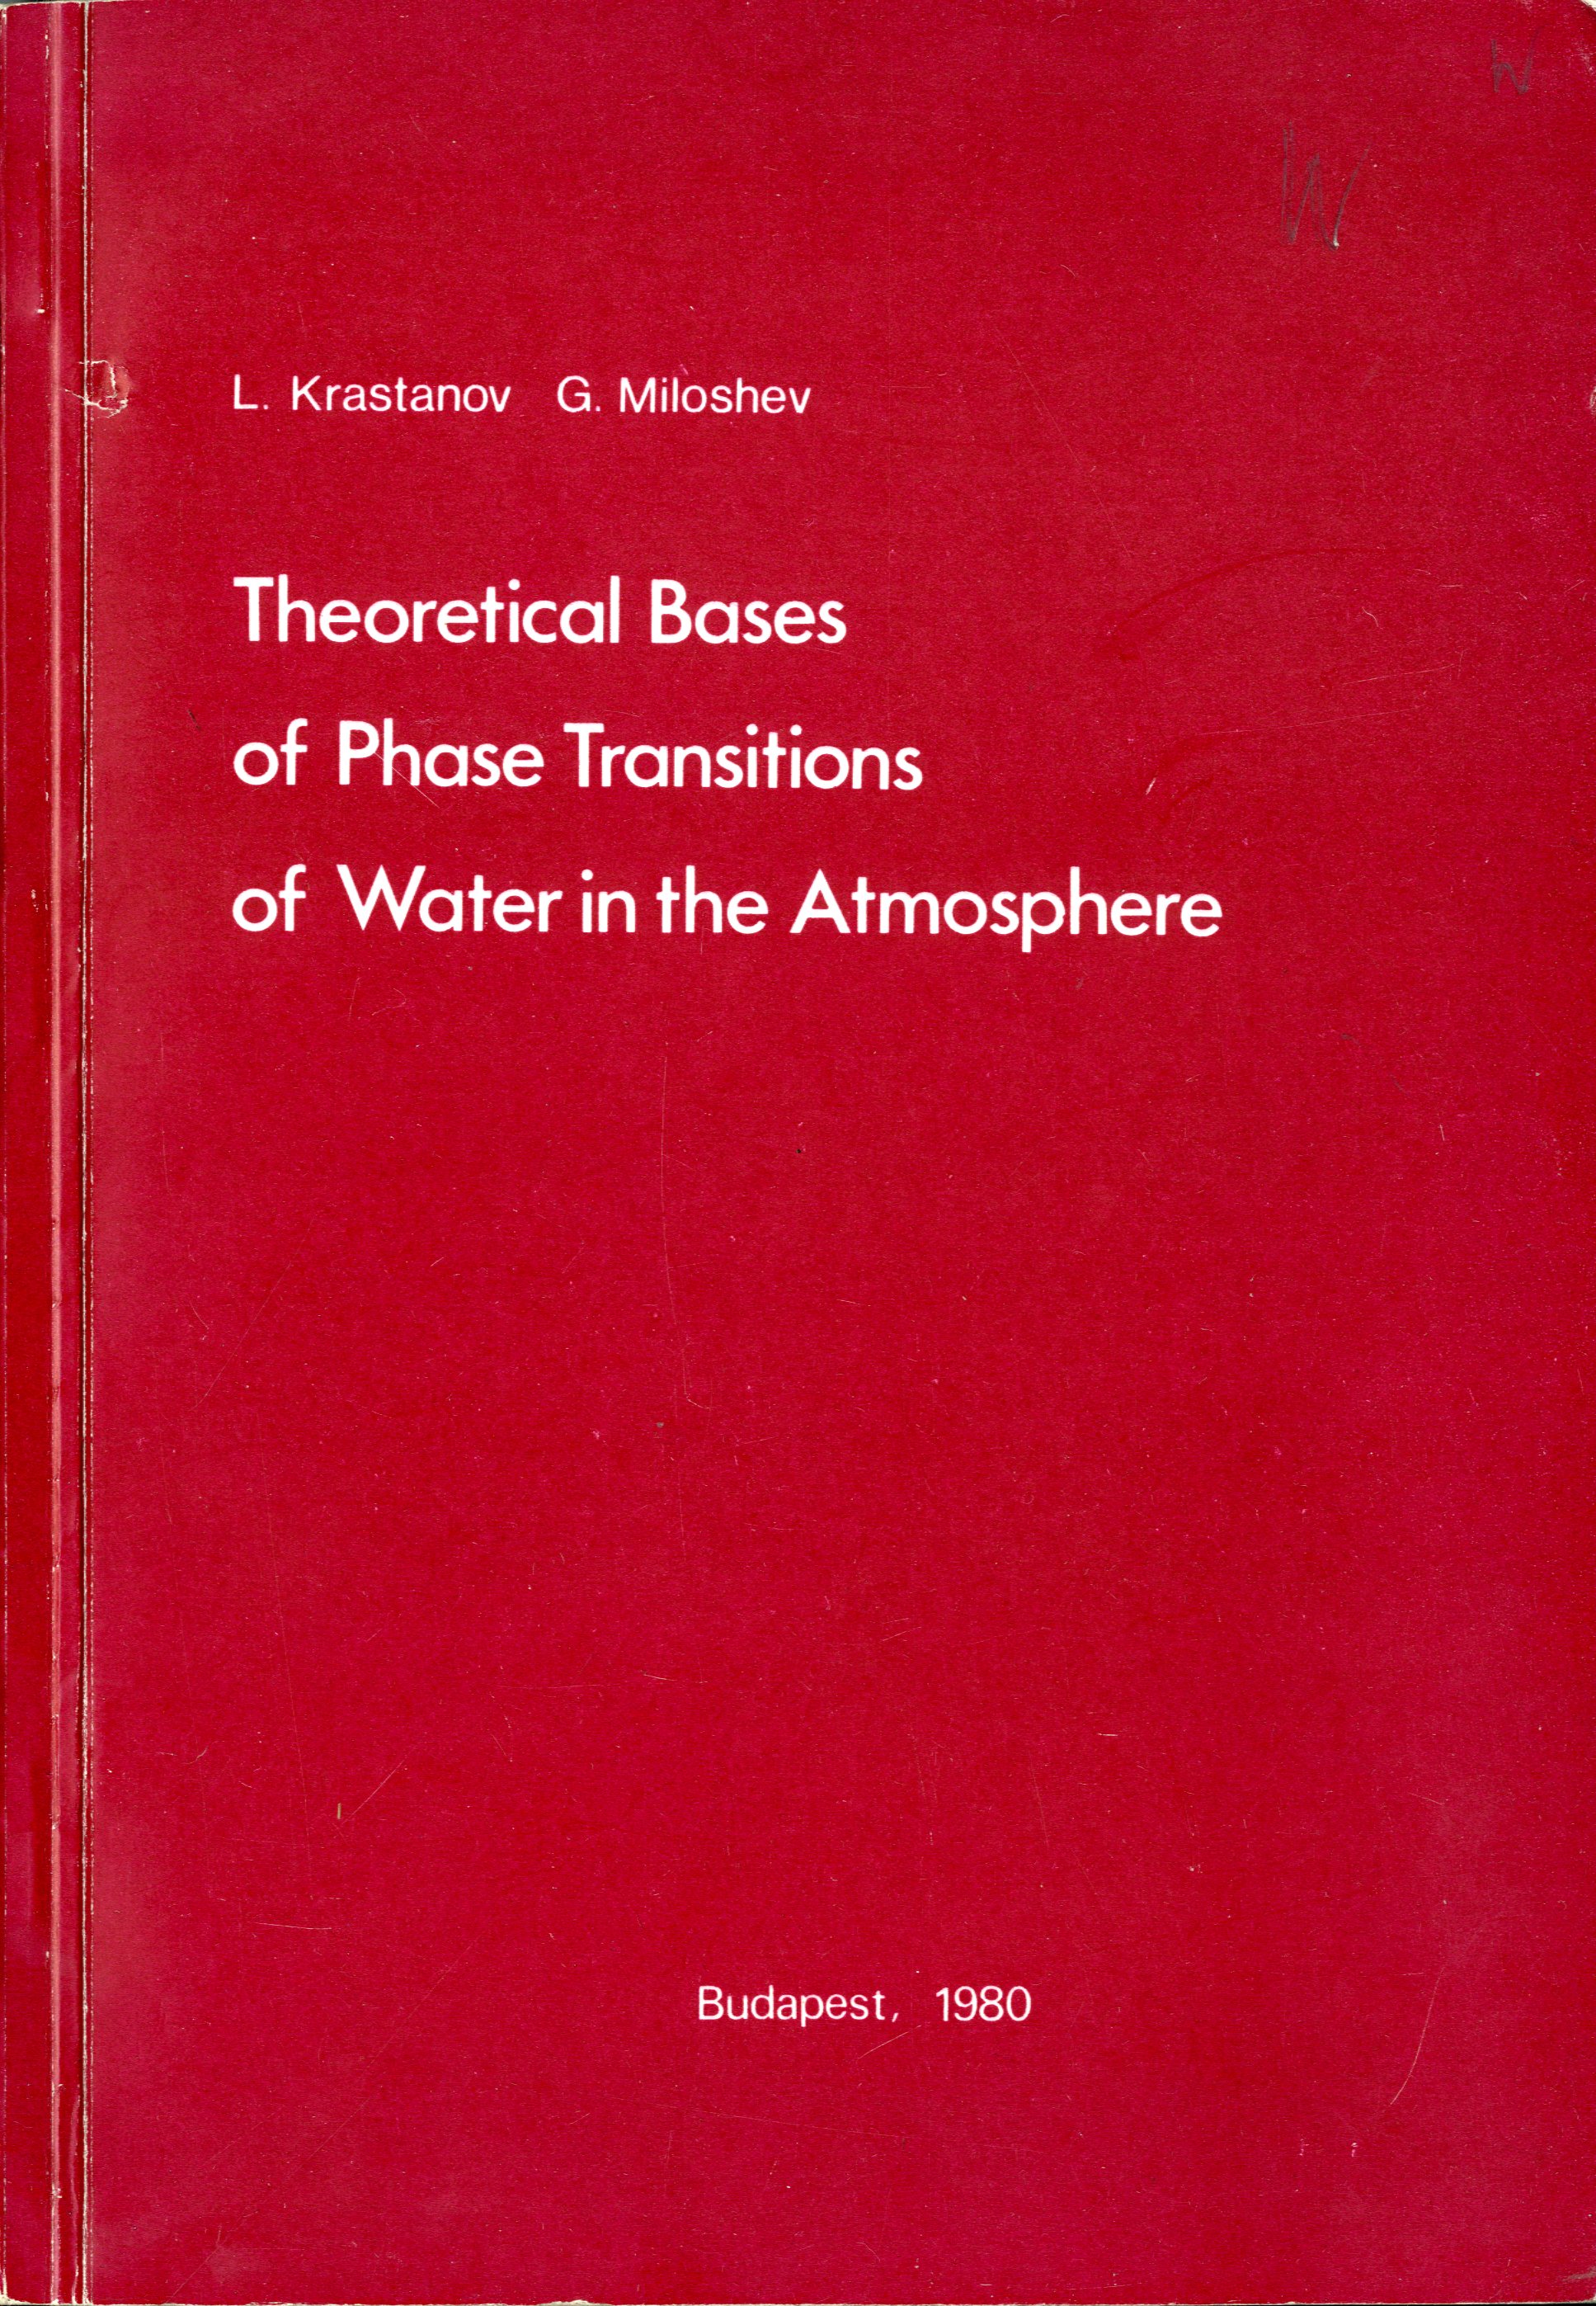 W
W
L. Krastanov G. Miloshev
Theoretical Bases
of Phase Transitions
of Water in the Atmosphere
Budapest, 1980